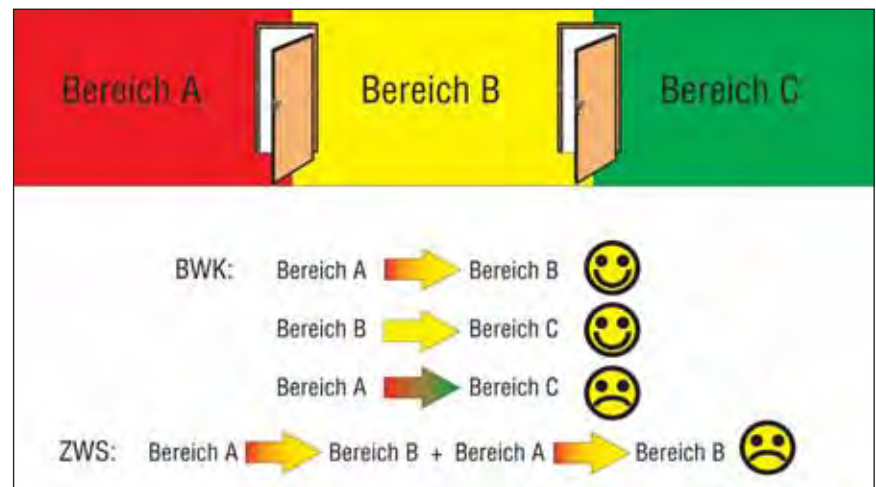 Bereich A Bereich B Bereich C
BWK: Bereich A Bereich B
Bereich B Bereich C
Bereich A Bereich C
ZWS: Bereich A Bereich B + Bereich A Bereich B